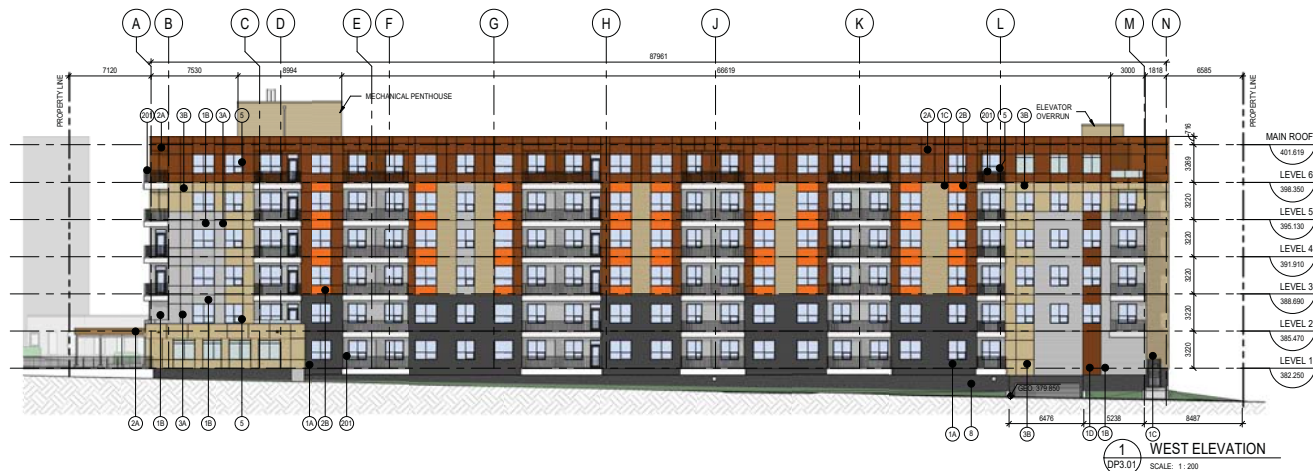 A B C D E F G H J K L M N
87961
7120 7530 8994 66619 3000 1818 6585
PROPERTY LINE
MECHANICAL PENTHOUSE
ELEVATOR
OVERRUN
PROPERTY LINE
201 2A 3B 1B 3A 5 2A 1C 2B 201 5 3B
716
MAIN ROOF
401.619
3269
LEVEL 6
398.350
3220
LEVEL 5
395.130
3220
LEVEL 4
391.910
3220
LEVEL 3
388.690
3220
LEVEL 2
385.470
3220
LEVEL 1
382.250
GEO. 379.850
6476 5238 8487
2A 1B 3A 1B 5 1A 2B 201 1A 8 3B 1D 1B 1C
1 WEST ELEVATION
DP3.01 SCALE: 1 : 200